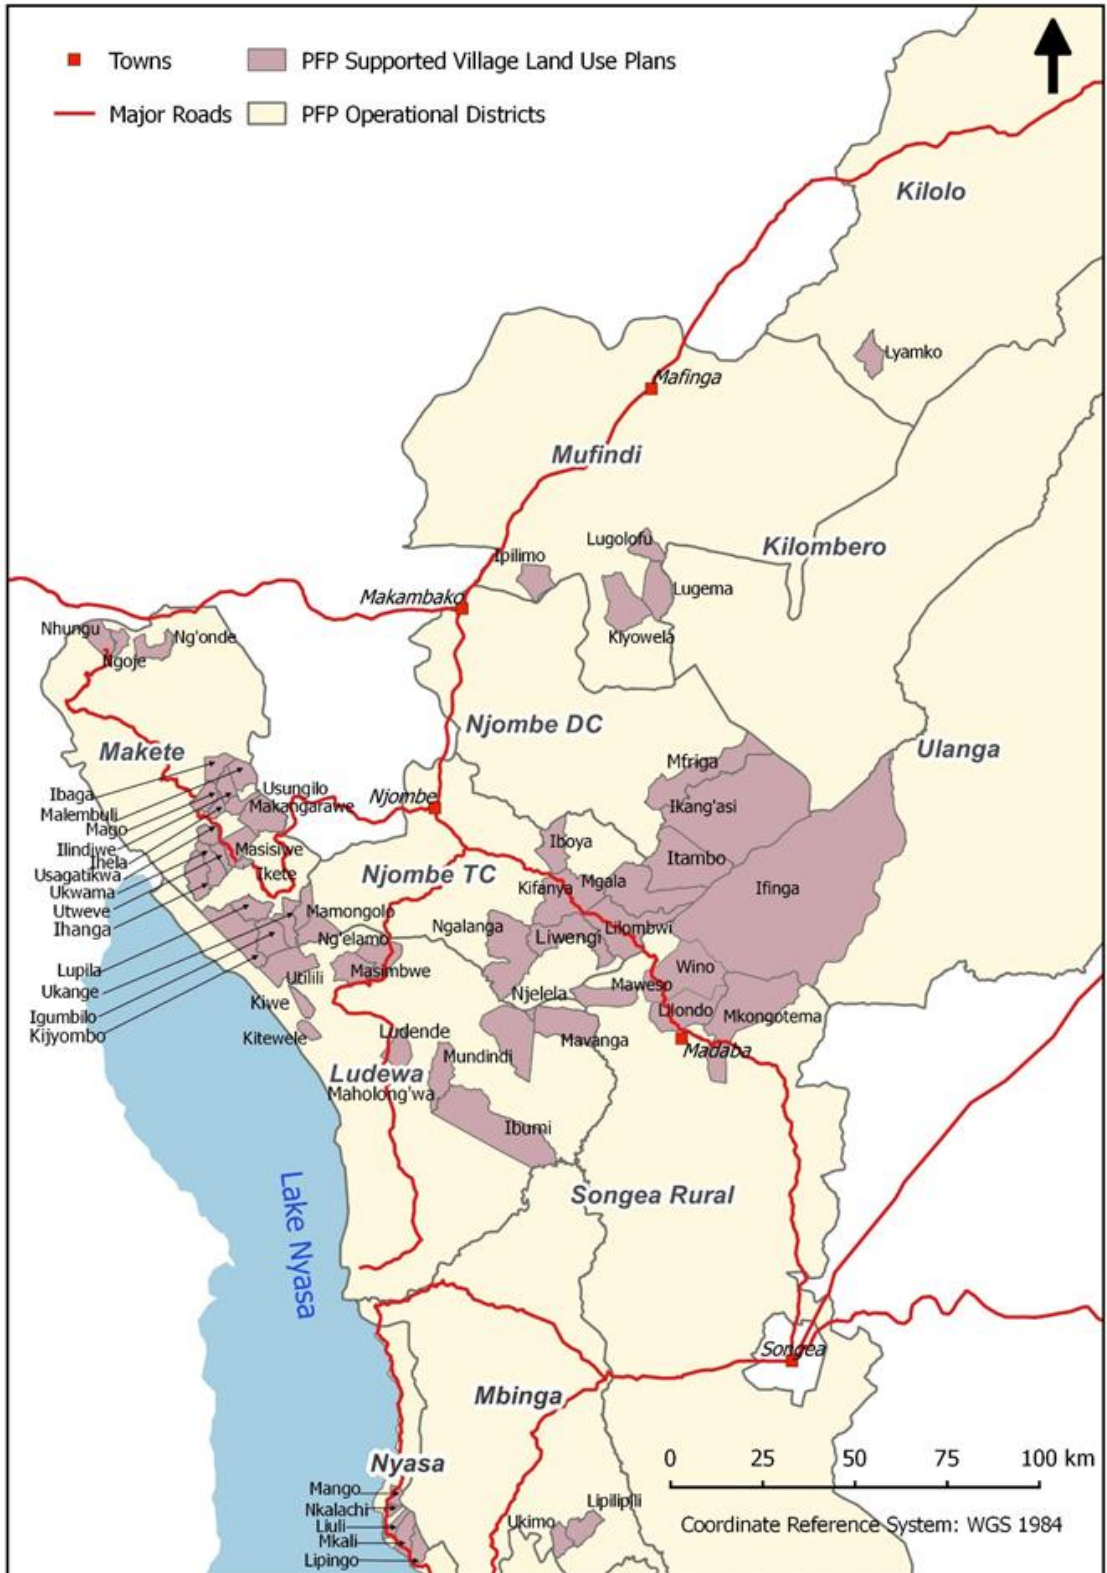 Towns
PFP Supported Village Land Use Plans
Major Roads
PFP Operational Districts
Kilolo
Lyamko
Mafinga
Mufindi
Lugolofu
Kilombero
Ipilimo
Lugema
Makambako
Kiyowela
Nhungu
Ng'onde
Ngoje
Njombe DC
Makete
Ulanga
Mfriga
Usungilo
Ibaga
Njombe
Makangarawe
Ikang'asi
Malembuli
Mago
Iboya
Ilindiwe
Masisiwe
Itambo
Ihela
Usagatikwa
Ikete
Njombe TC
Mgala
Kifanya
Ifinga
Ukwama
Utweve
Mamongolo
Ihanga
Ngalanga
Lilombwi
Ng'elamo
Liwengi
Lupila
Masimbwe
Wino
Utilili
Maweso
Ukange
Njelela
Kiwe
Lilondo
Igumbilo
Mkongotema
Kijyombo
Kitewele
Ludende
Mavanga
Madaba
Mundindi
Ludewa
Maholong'wa
Ibumi
Songea Rural
Lake Nyasa
Songea
Mbinga
Nyasa
0 25 50 75 100 km
Mango
Nkalachi
Lipilipili
Liuli
Ukimo
Coordinate Reference System: WGS 1984
Mkali
Lipingo